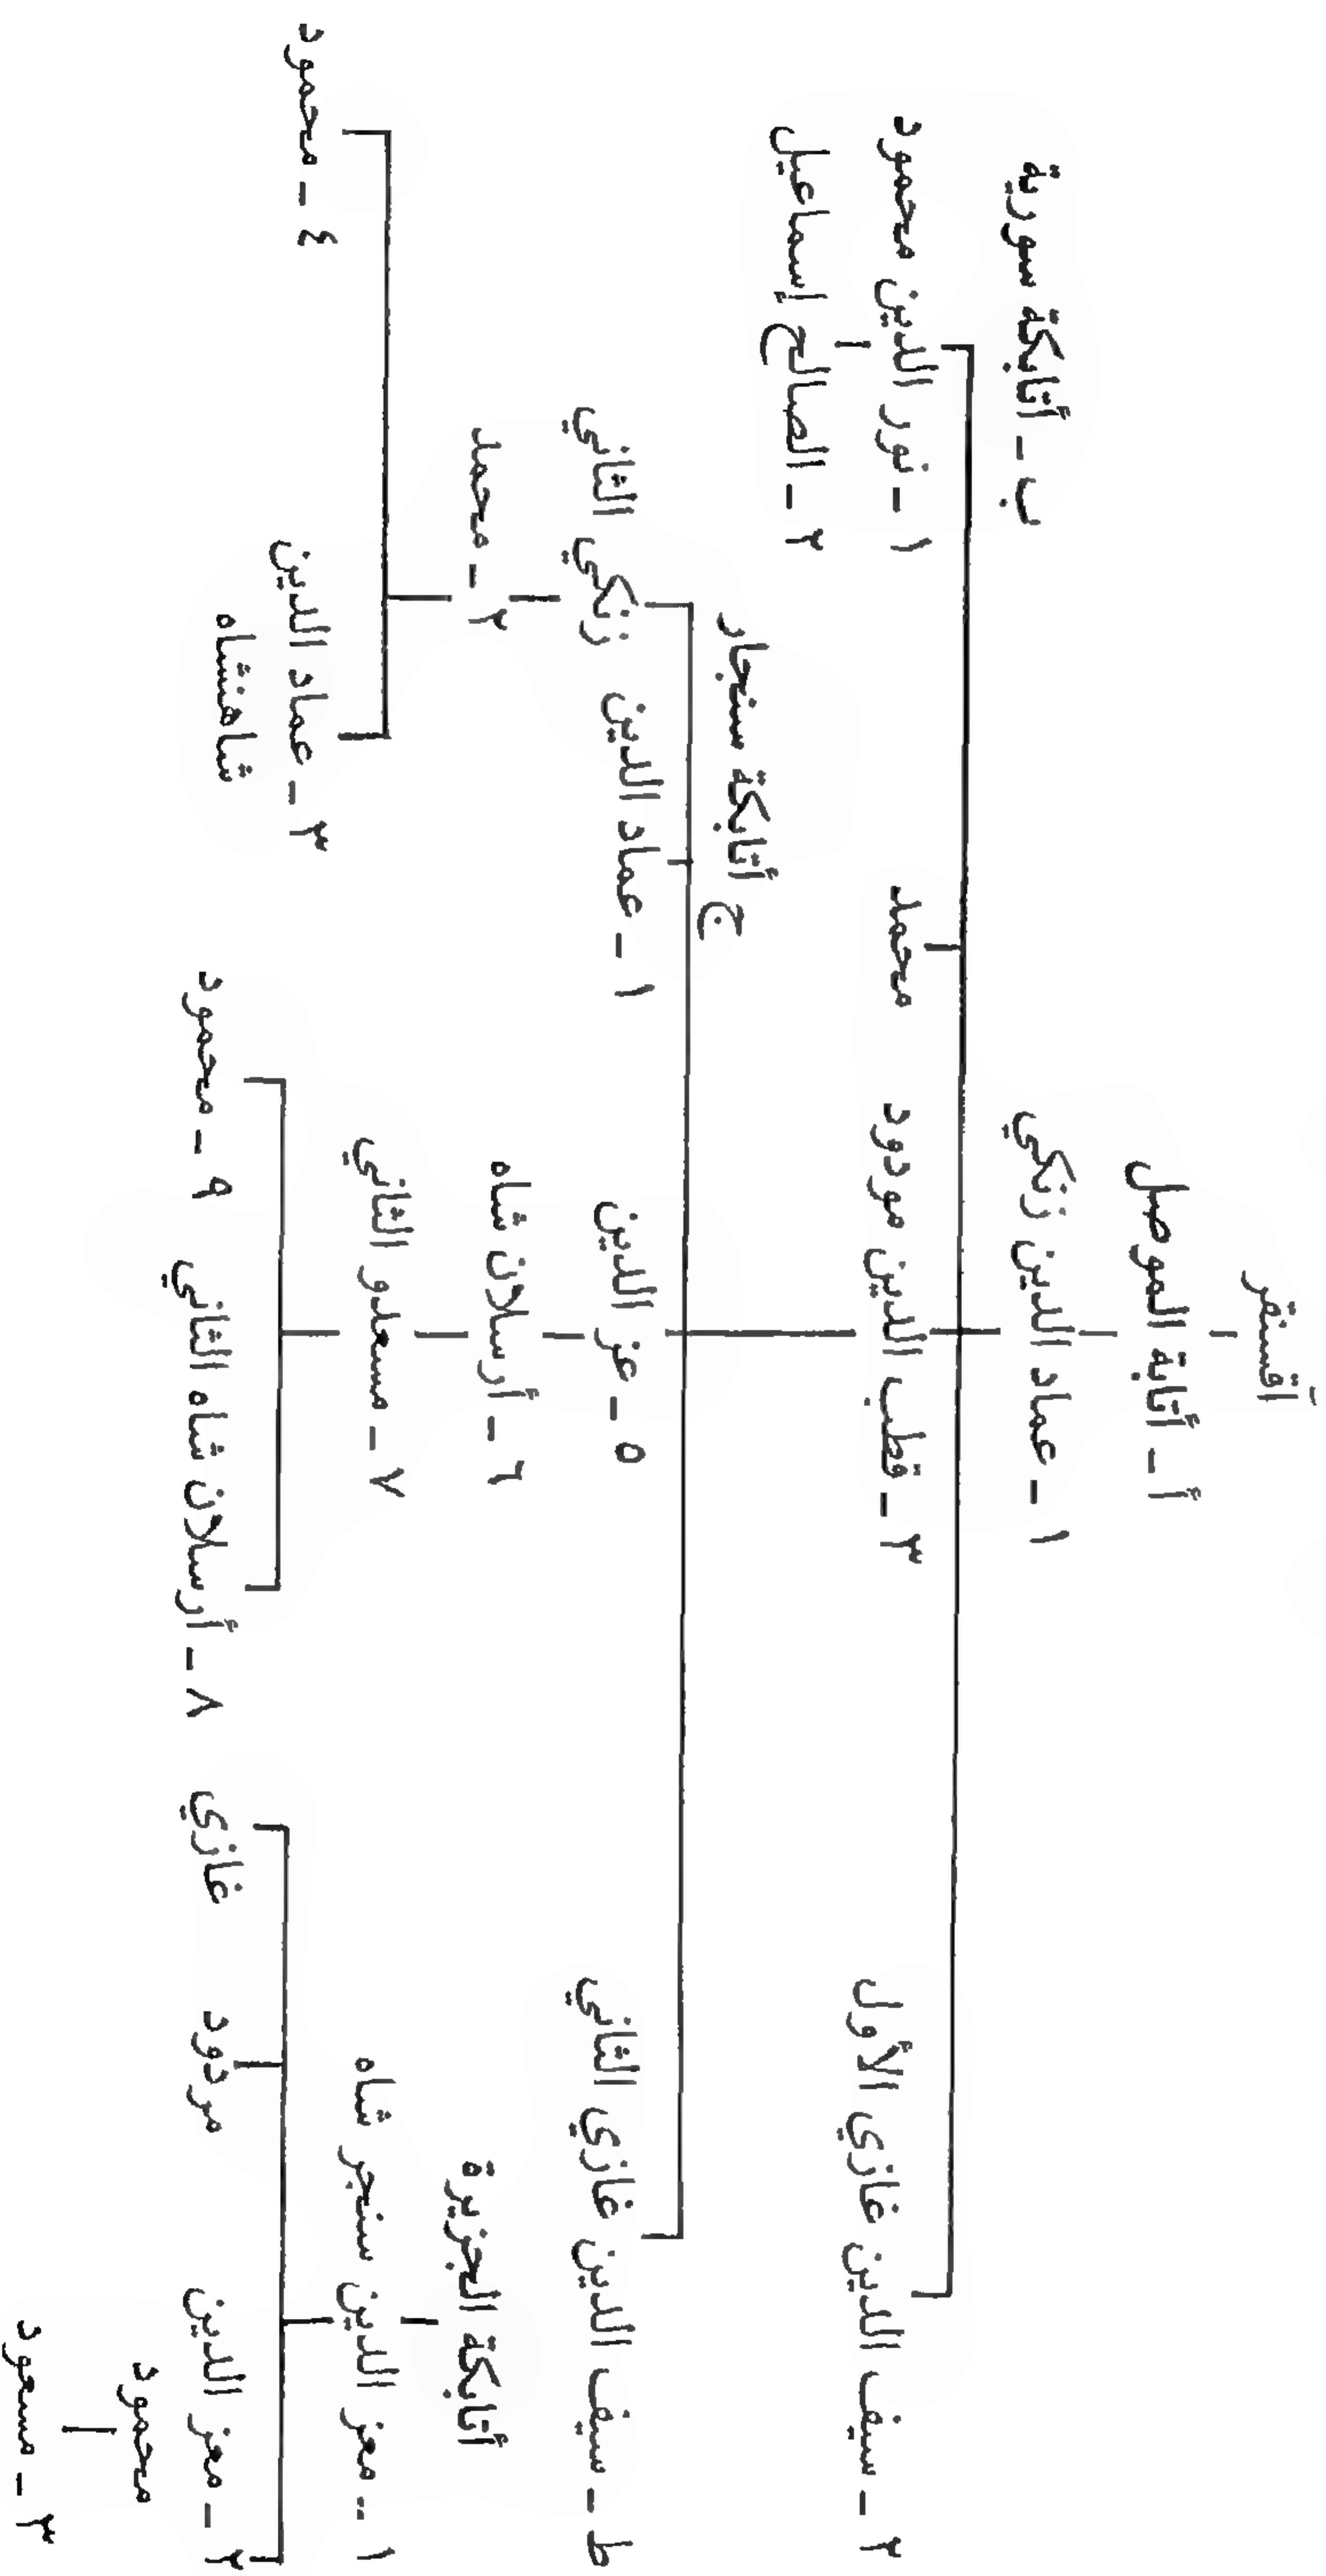 آقسنقر
أ - أتابة الموصل
١ - عماد الدين زنكي
ب - أتابكة سورية
٢ - سيف الدين غازي الأول
٣ - قطب الدين مودود
محمد
١ - نور الدين محمود
٢ - الصالح إسماعيل
ج أتابكة سنجار
ط - سيف الدين غازي الثاني
٥ - عز الدين
١ - عماد الدين زنكي الثاني
أتابكة الجزيرة
٦ - أرسلان شاه
٢ - محمد
١ -- معز الدين سنجر شاه
٧ - مسعدو الثاني
٣ - عماد الدين
شاهنشاه
٤ - محمود
٢ - معز الدين
محمود
مردود
غازي
٨ - أرسلان شاه الثاني
٩ - محمود
٣ - مسعود